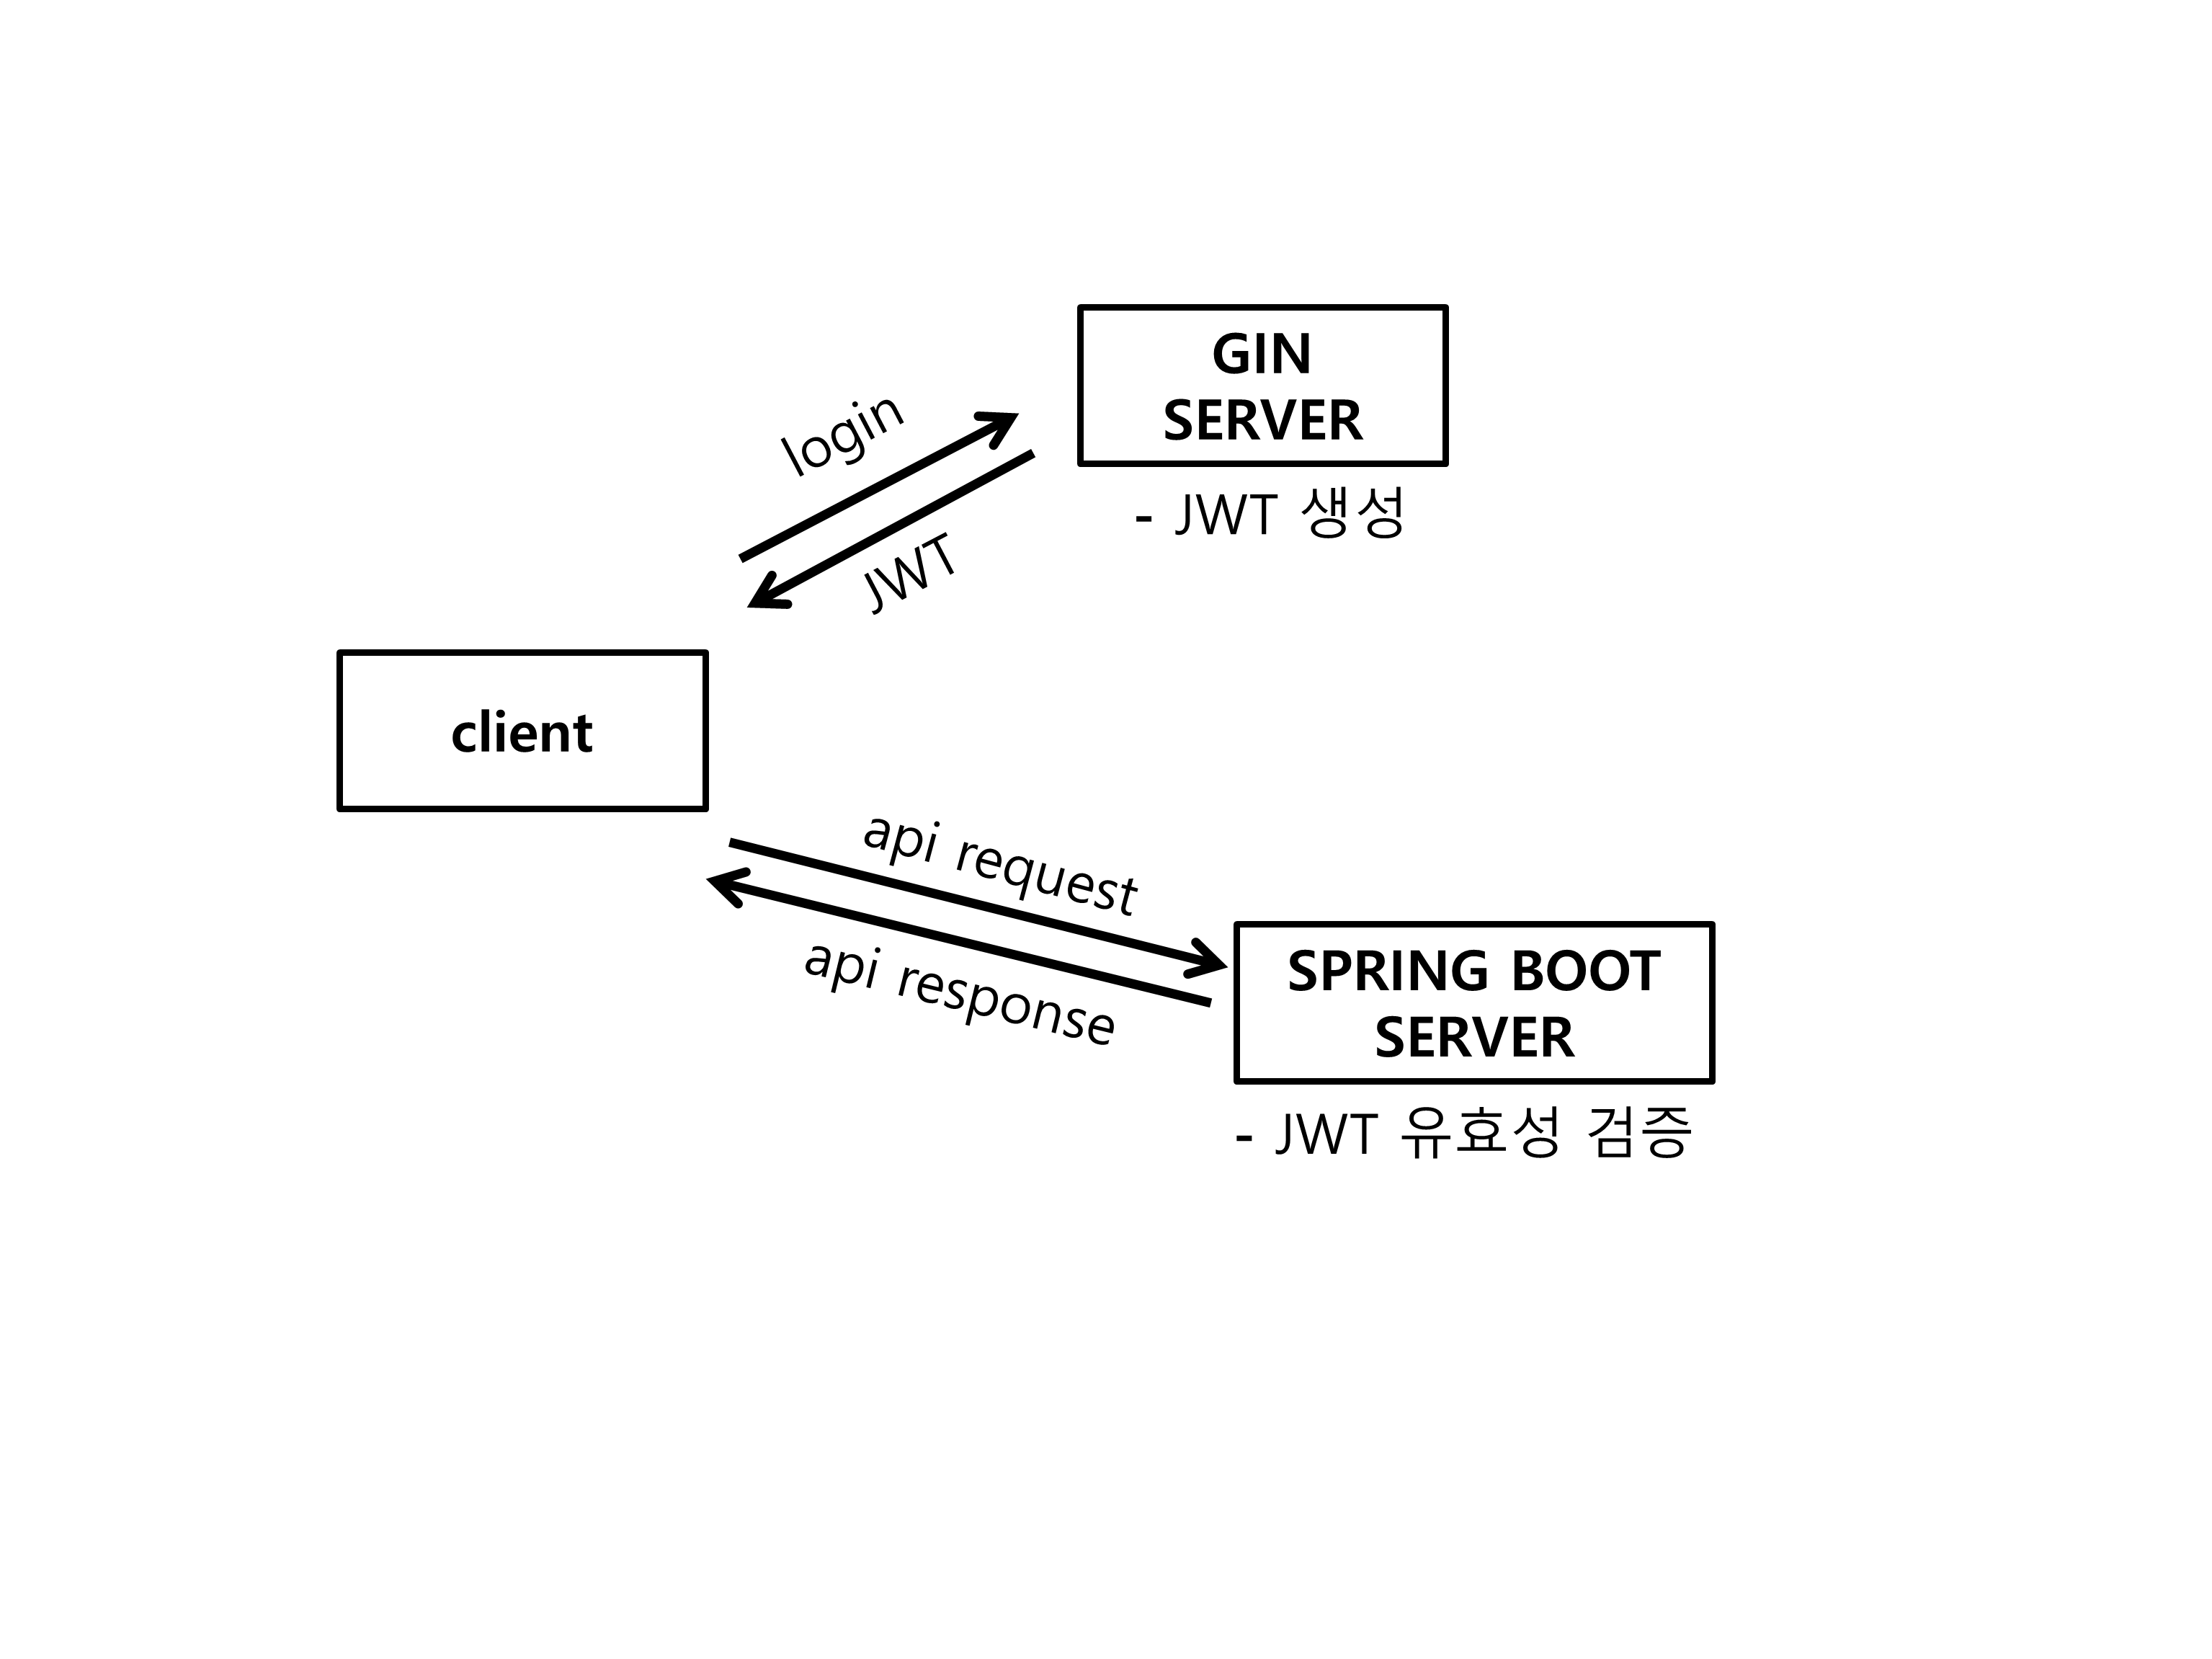 GIN
SERVER
- JWT 생성
login
JWT
client
api request
api response
SPRING BOOT
SERVER
- JWT 유효성 검증